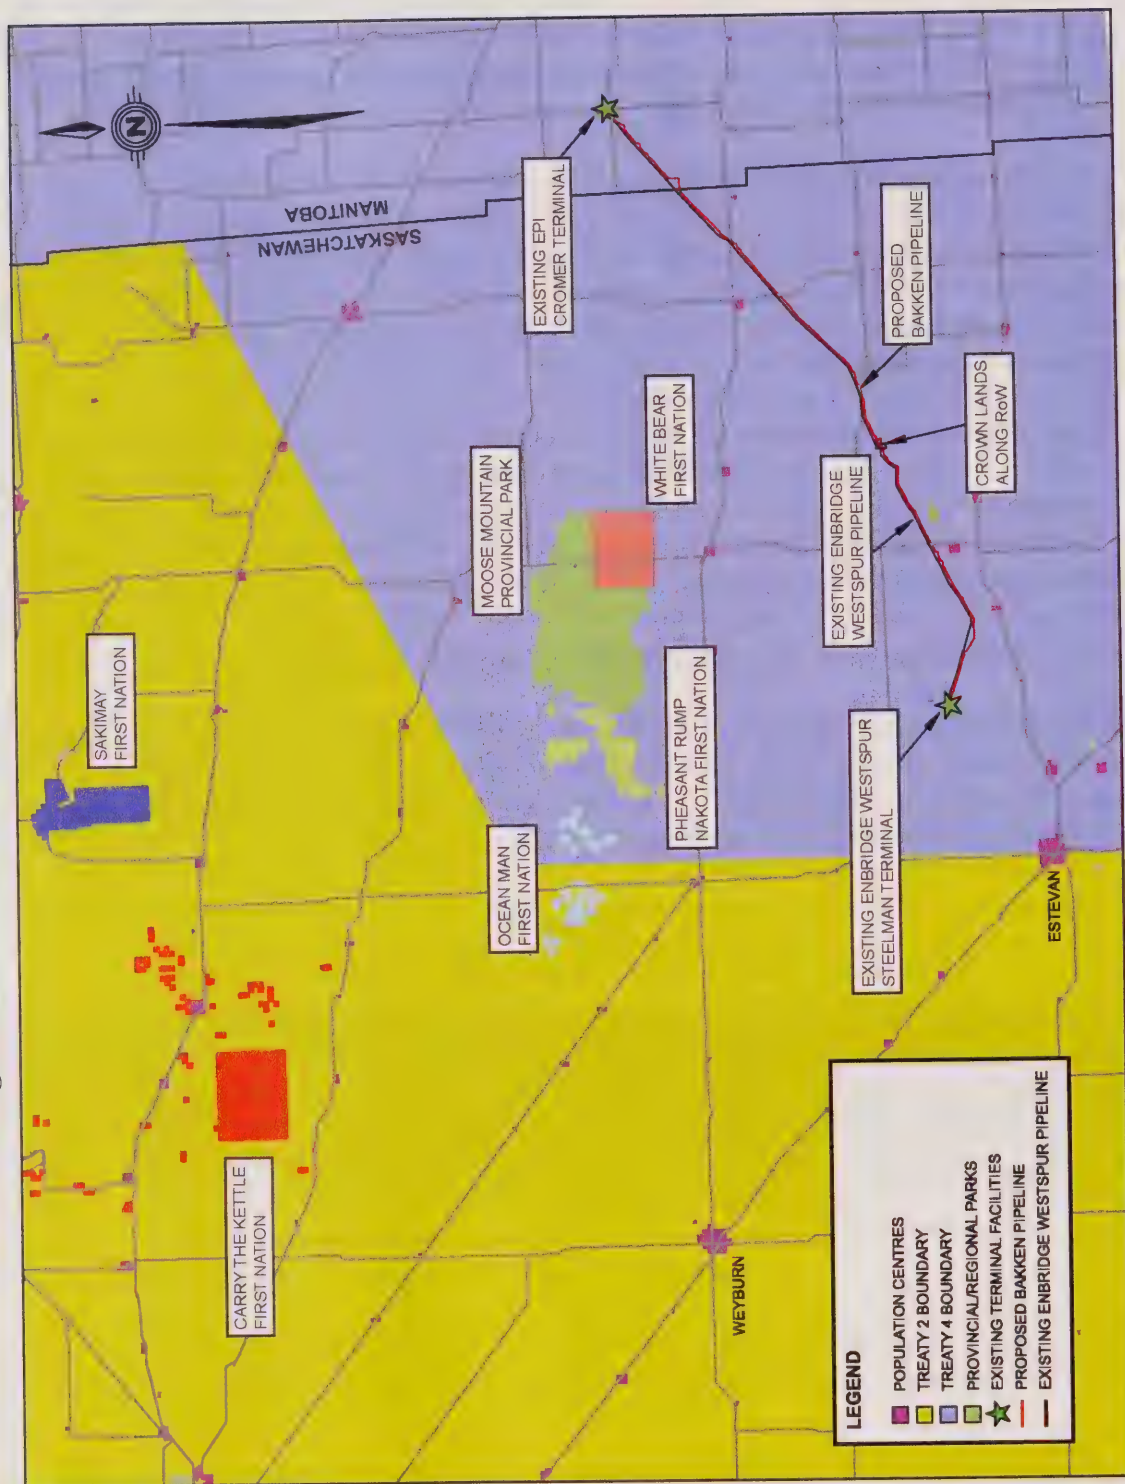 N
SASKATCHEWAN
MANITOBA
SAKIMAY
FIRST NATION
CARRY THE KETTLE
FIRST NATION
MOOSE MOUNTAIN
PROVINCIAL PARK
EXISTING EPI
CROMER TERMINAL
OCEAN MAN
FIRST NATION
WHITE BEAR
FIRST NATION
PHEASANT RUMP
NAKOTA FIRST NATION
WEYBURN
EXISTING ENBRIDGE
WESTSPUR PIPELINE
PROPOSED
BAKKEN PIPELINE
EXISTING ENBRIDGE WESTSPUR
STEELMAN TERMINAL
CROWN LANDS
ALONG RoW
ESTEVAN
LEGEND
POPULATION CENTRES
TREATY 2 BOUNDARY
TREATY 4 BOUNDARY
PROVINCIAL/REGIONAL PARKS
EXISTING TERMINAL FACILITIES
PROPOSED BAKKEN PIPELINE
EXISTING ENBRIDGE WESTSPUR PIPELINE